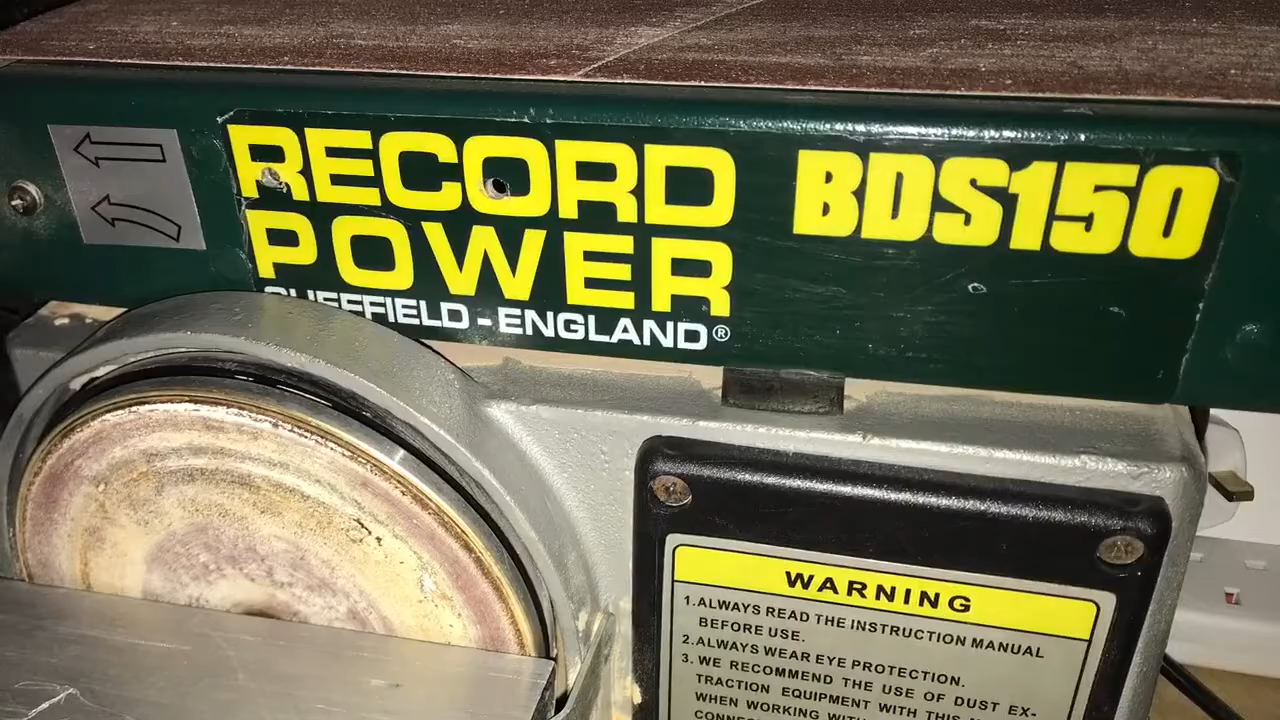 RECORD
POWER
SHEFFIELD - ENGLAND®
BDS150
WARNING
1.ALWAYS READ THE INSTRUCTION MANUAL
BEFORE USE.
2.ALWAYS WEAR EYE PROTECTION.
3. WE RECOMMEND THE USE OF DUST EX-
TRACTION EQUIPMENT WITH THIS
WHEN WORKING WITH